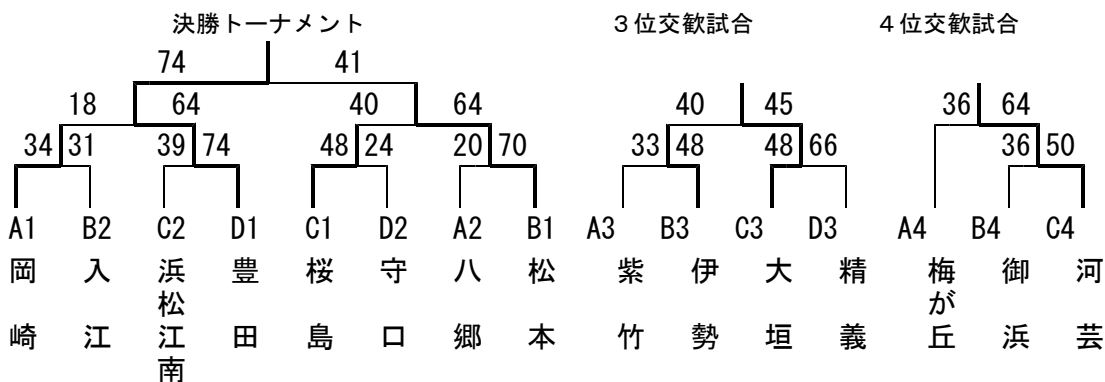 決勝トーナメント ３位交歓試合 ４位交歓試合
74 41
18 64 40 64 40 45 36 64
34 31 39 74 48 24 20 70 33 48 48 66 36 50
A1 B2 C2 D1 C1 D2 A2 B1 A3 B3 C3 D3 A4 B4 C4
岡崎 入江 浜松江南 豊田 桜島 守口 八郷 松本 紫竹 伊勢 大垣 精義 梅が丘 御浜 河芸